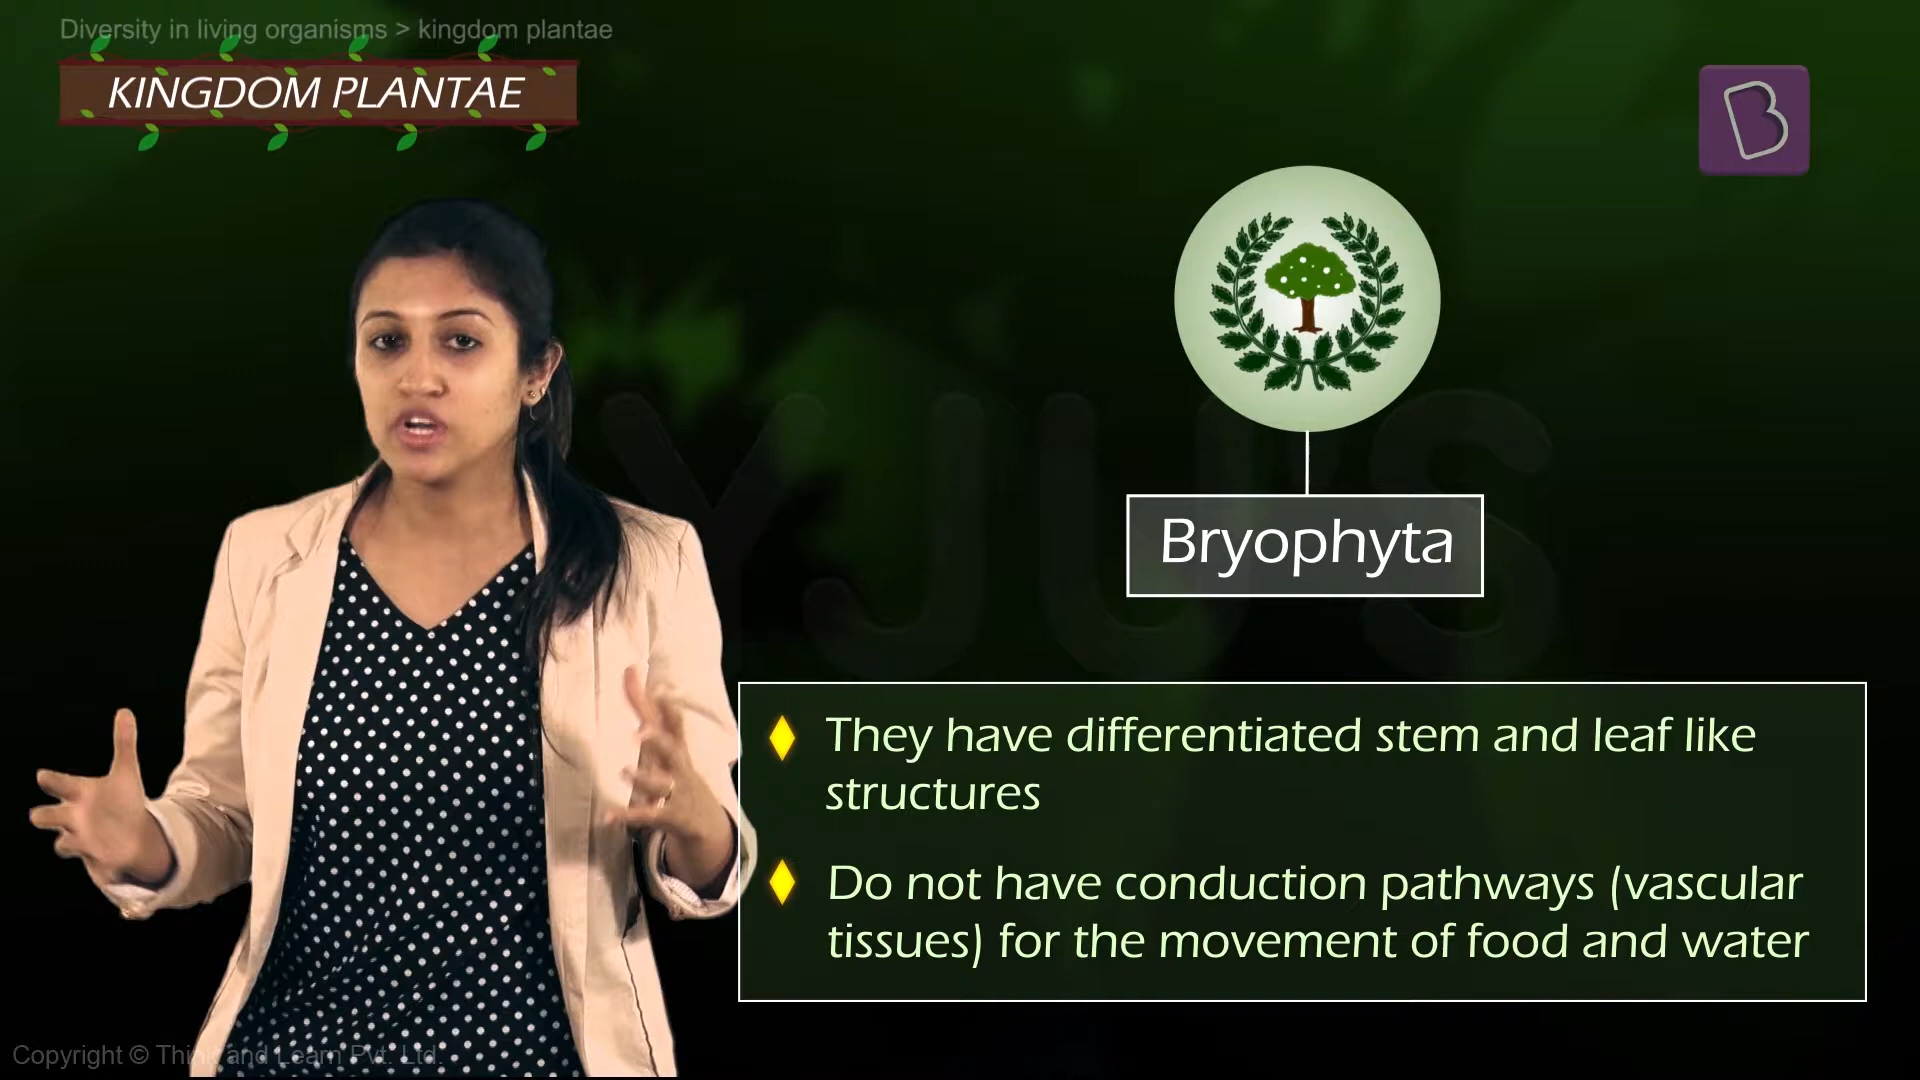 Diversity in living organisms > kingdom plantae
KINGDOM PLANTAE
B
YJU'S
Bryophyta
They have differentiated stem and leaf like
structures
Do not have conduction pathways (vascular
tissues) for the movement of food and water
Copyright © Think and Learn Pvt. Ltd.